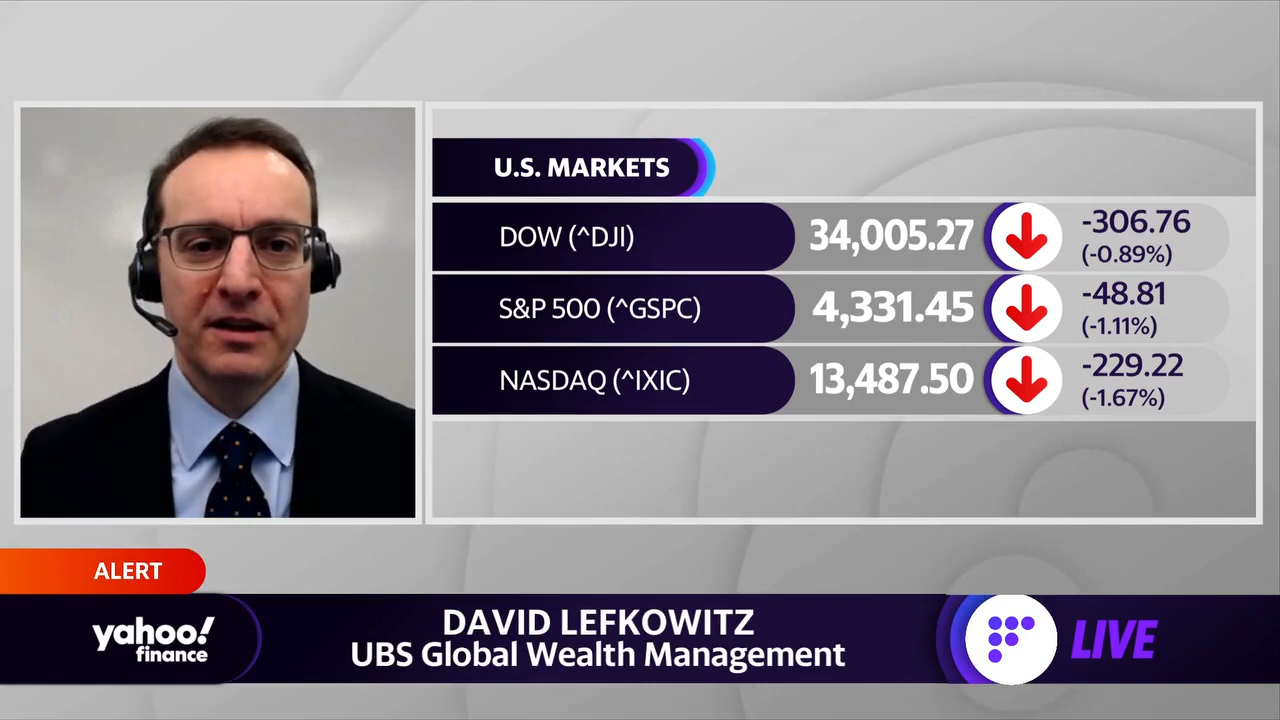 U.S. MARKETS
DOW (^DJI) 34,005.27 -306.76 (-0.89%)
S&P 500 (^GSPC) 4,331.45 -48.81 (-1.11%)
NASDAQ (^IXIC) 13,487.50 -229.22 (-1.67%)
ALERT
yahoo!
finance
DAVID LEFKOWITZ
UBS Global Wealth Management
LIVE